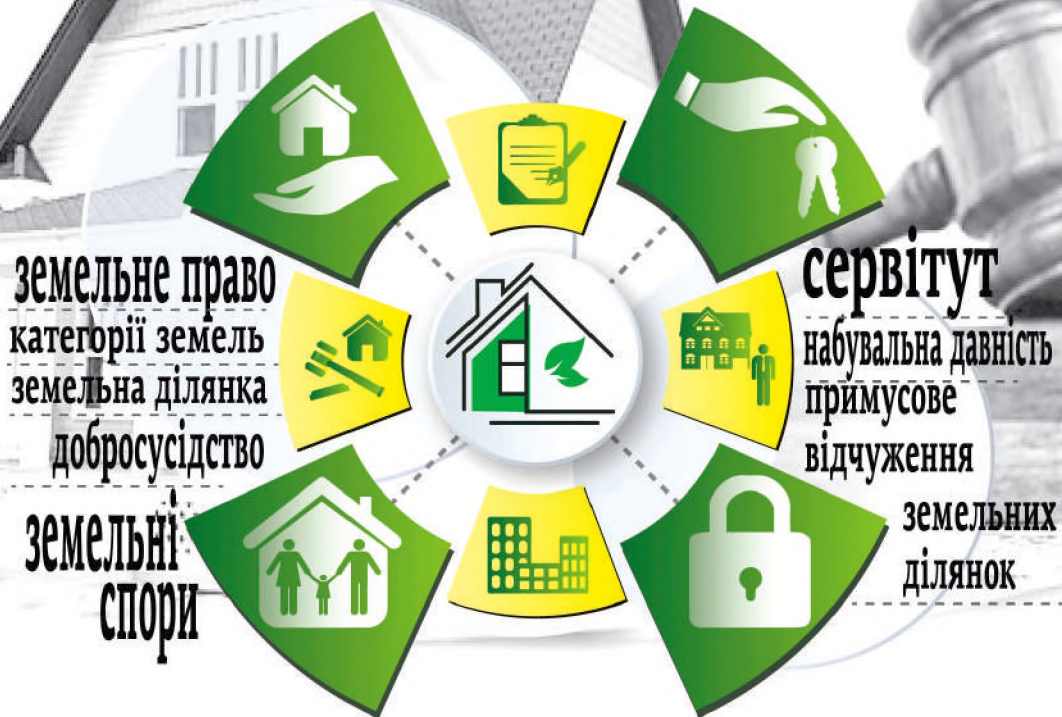 земельне право
категорії земель
земельна ділянка
добросусідство
земельні
спори
сервітут
набувальна давність
примусове
відчуження
земельних
ділянок